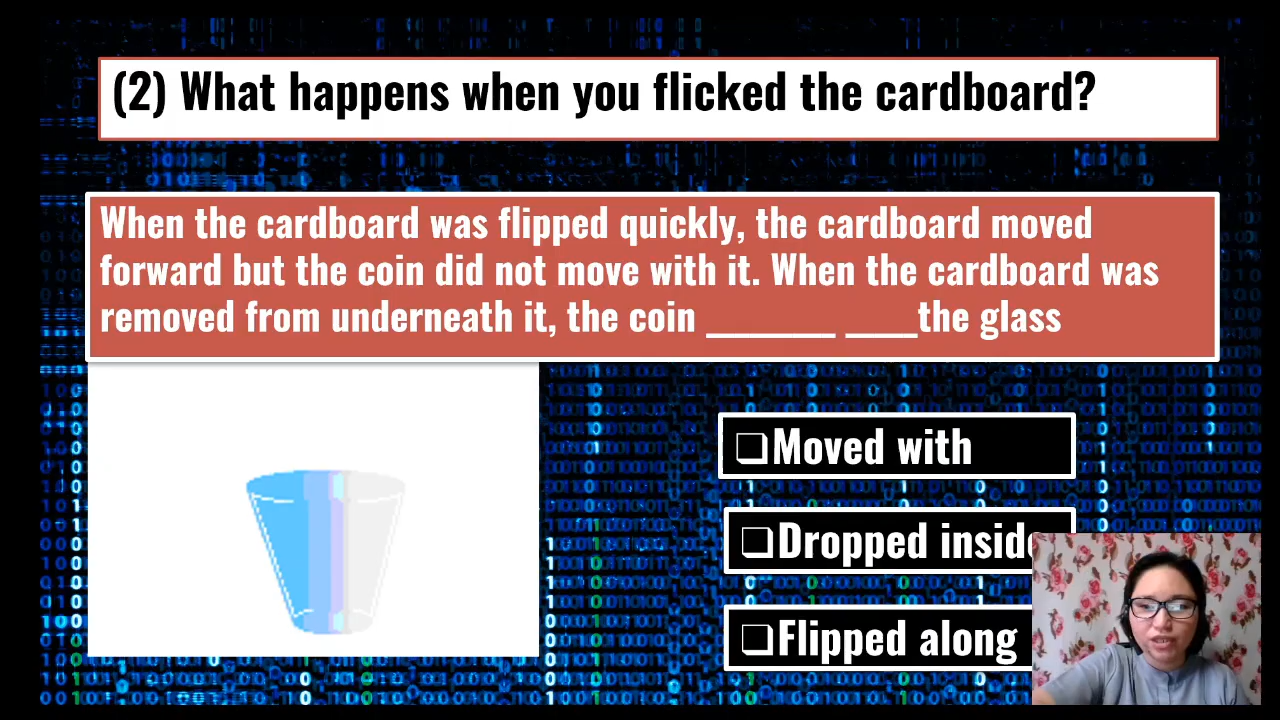 (2) What happens when you flicked the cardboard?
When the cardboard was flipped quickly, the cardboard moved
forward but the coin did not move with it. When the cardboard was
removed from underneath it, the coin _______ ____the glass
❑Moved with
❑Dropped inside
❑Flipped along